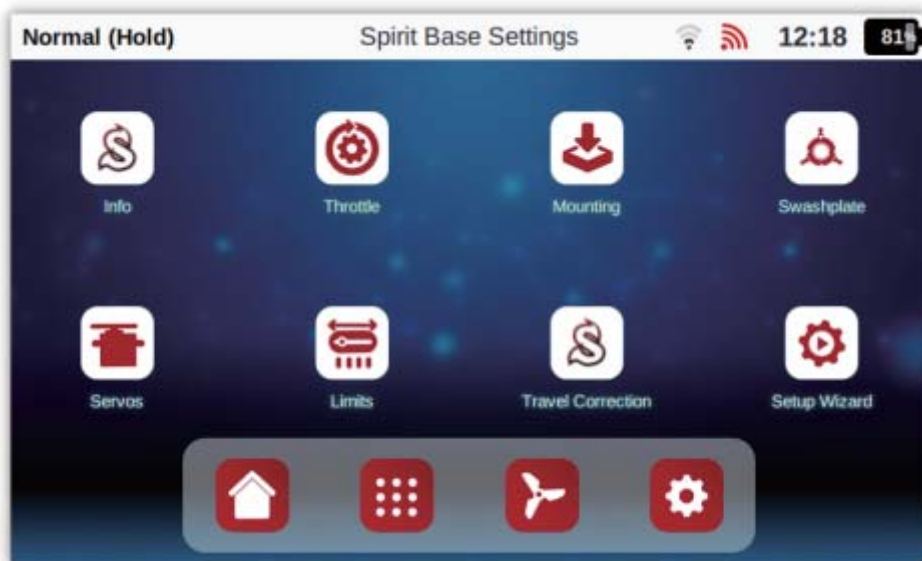 Normal (Hold) Spirit Base Settings 12:18 81%
Info Throttle Mounting Swashplate
Servos Limits Travel Correction Setup Wizard